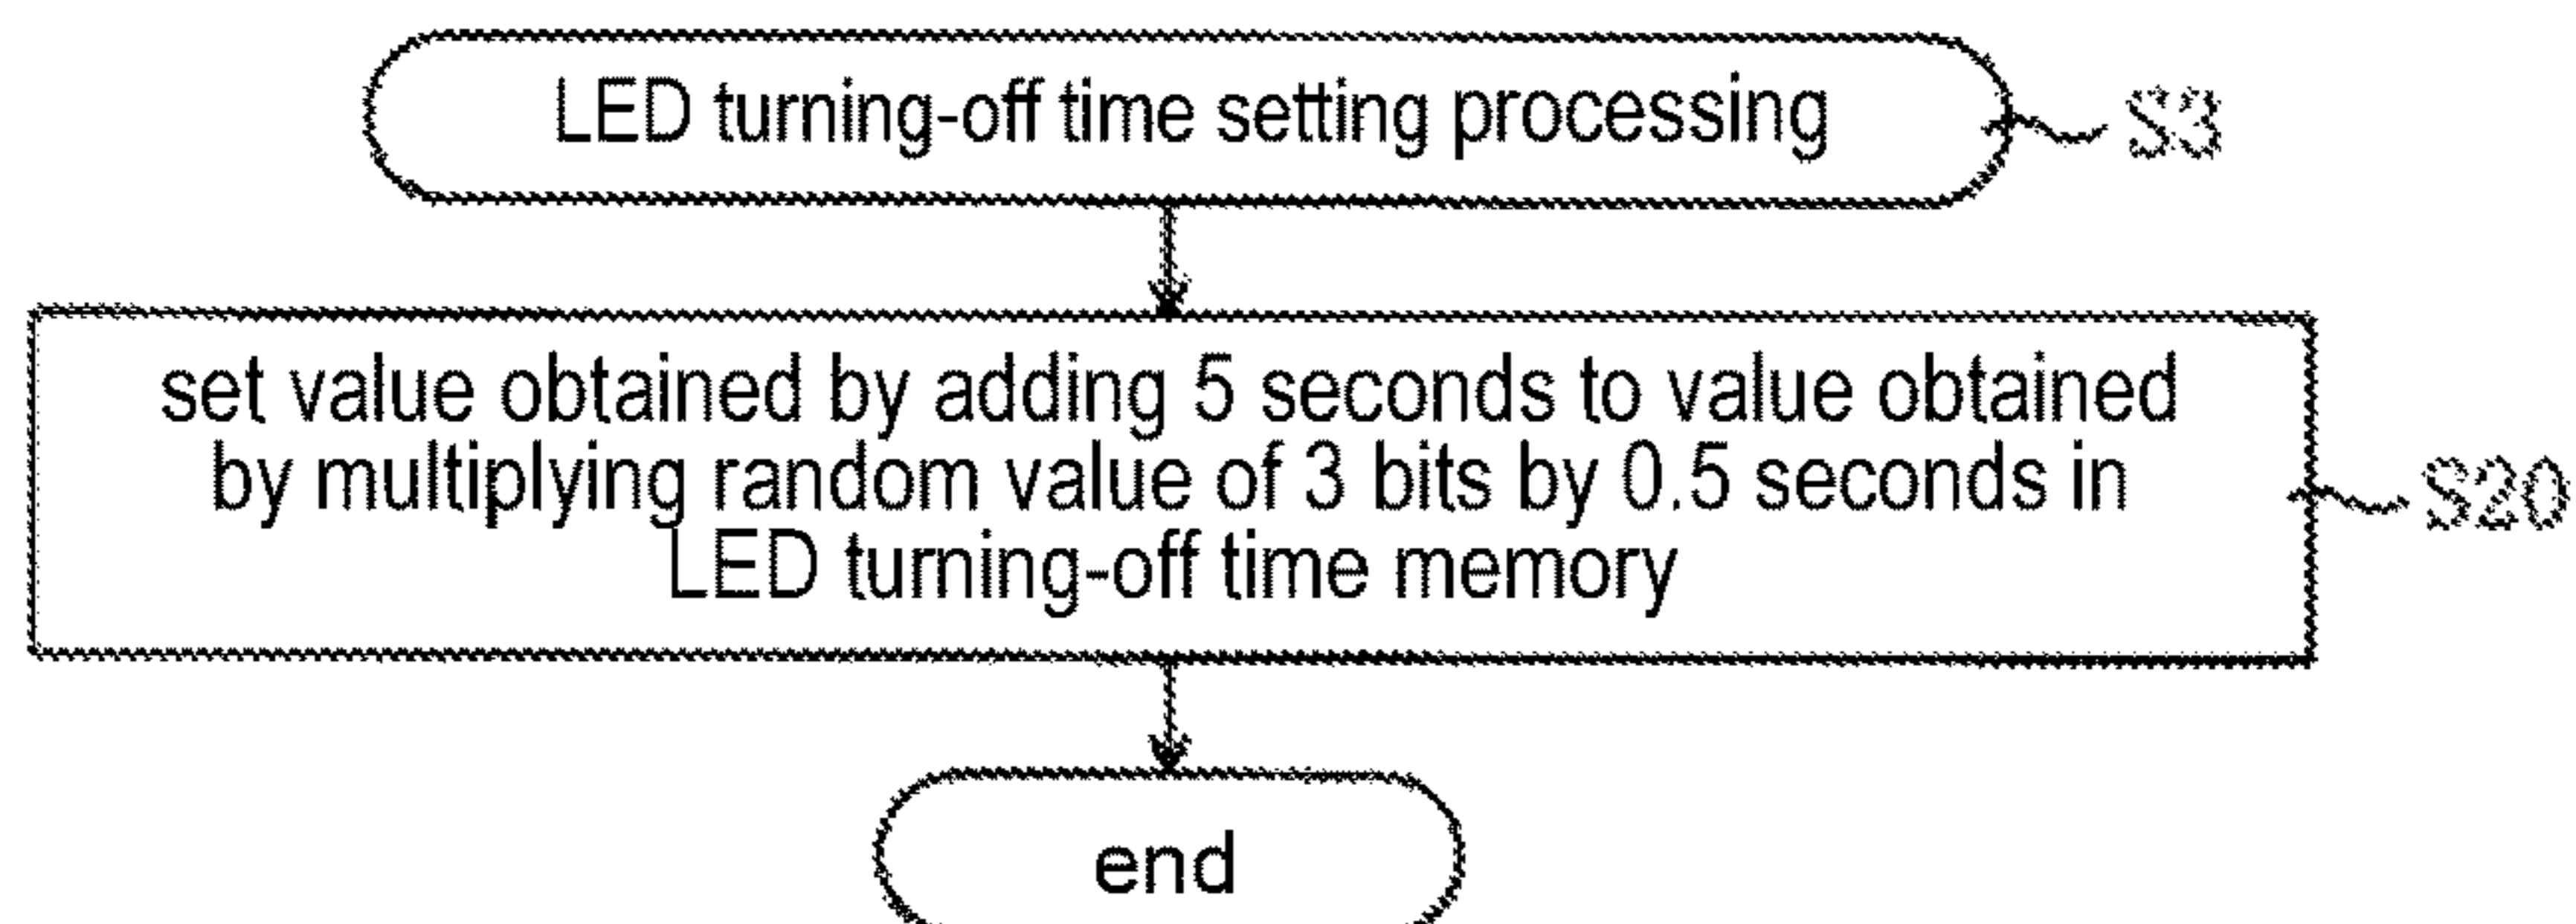 LED turning-off time setting processing
S3
set value obtained by adding 5 seconds to value obtained
by multiplying random value of 3 bits by 0.5 seconds in
LED turning-off time memory
S20
end